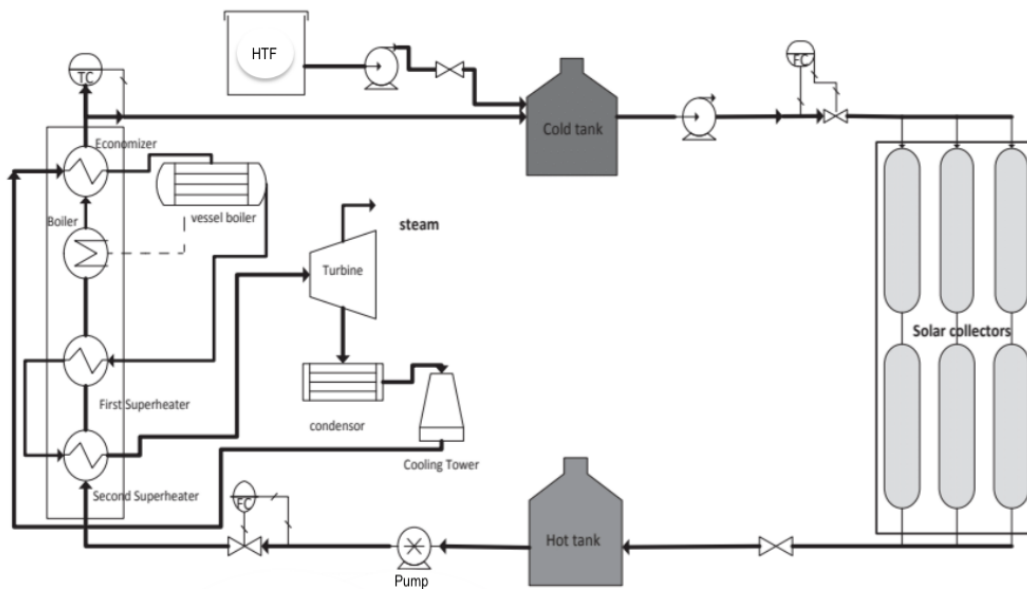 HTF
TC
FC
Cold tank
Economizer
vessel boiler
Boiler
steam
Turbine
Solar collectors
First Superheater
condensor
Cooling Tower
Second Superheater
FC
Hot tank
Pump